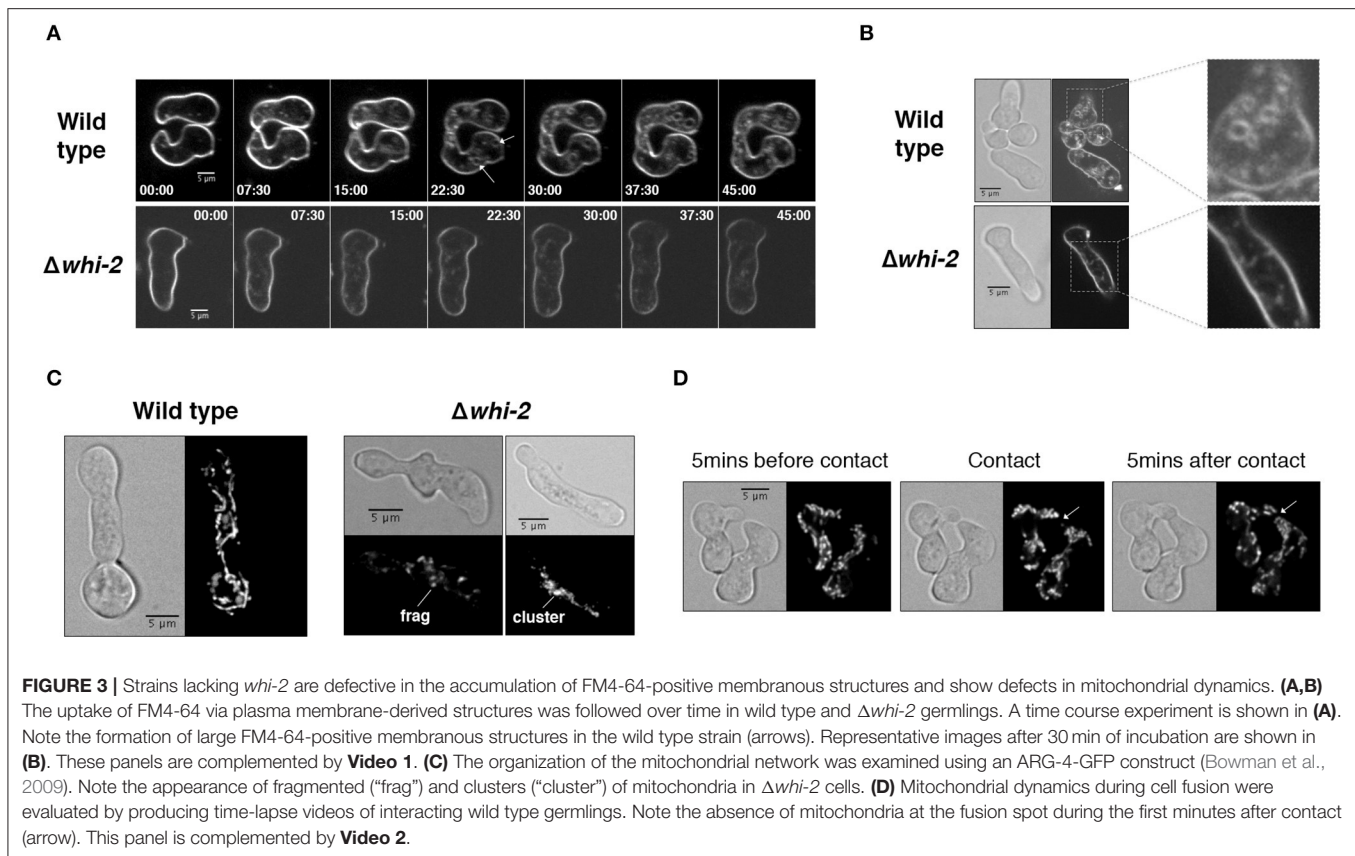 A
Wild
type
5 µm
00:00
07:30
15:00
22:30
30:00
37:30
45:00
Δwhi-2
00:00
07:30
15:00
22:30
30:00
37:30
45:00
5 µm
B
Wild
type
5 µm
Δwhi-2
5 µm
C
Wild type
Δwhi-2
5 µm
5 µm
5 µm
frag
cluster
D
5mins before contact
Contact
5mins after contact
5 µm
FIGURE 3 | Strains lacking whi-2 are defective in the accumulation of FM4-64-positive membranous structures and show defects in mitochondrial dynamics. (A,B)
The uptake of FM4-64 via plasma membrane-derived structures was followed over time in wild type and Δwhi-2 germlings. A time course experiment is shown in (A).
Note the formation of large FM4-64-positive membranous structures in the wild type strain (arrows). Representative images after 30 min of incubation are shown in
(B). These panels are complemented by Video 1. (C) The organization of the mitochondrial network was examined using an ARG-4-GFP construct (Bowman et al.,
2009). Note the appearance of fragmented (“frag”) and clusters (“cluster”) of mitochondria in Δwhi-2 cells. (D) Mitochondrial dynamics during cell fusion were
evaluated by producing time-lapse videos of interacting wild type germlings. Note the absence of mitochondria at the fusion spot during the first minutes after contact
(arrow). This panel is complemented by Video 2.